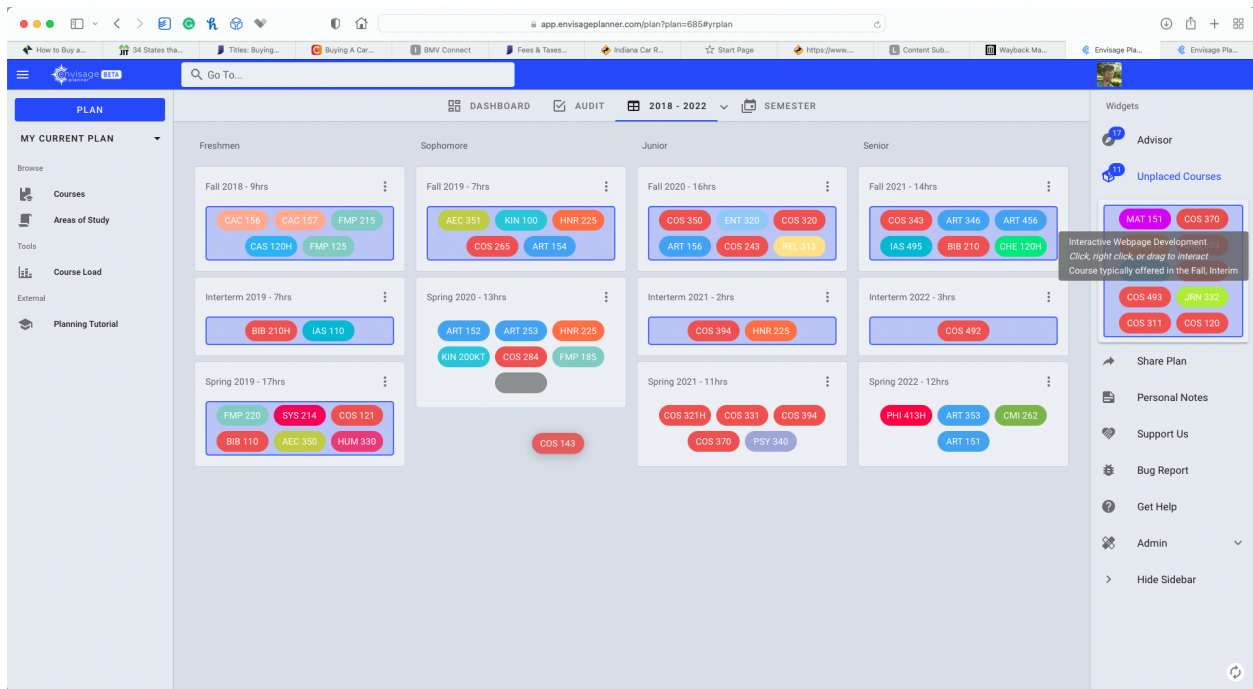 app.envisageplanner.com/plan?plan=685#yrplan
How to Buy a...
34 States tha...
Titles: Buying...
Buying A Car...
BMV Connect
Fees & Taxes...
Indiana Car R...
Start Page
https://www...
Content Sub...
Wayback Ma...
Envisage Pla...
Envisage Pla...
envisage planner BETA
Go To...
PLAN
MY CURRENT PLAN
Browse
Courses
Areas of Study
Tools
Course Load
External
Planning Tutorial
DASHBOARD
AUDIT
2018 - 2022
SEMESTER
Freshmen
Fall 2018 - 9hrs
CAC 156 CAC 157 FMP 215
CAS 120H FMP 125
Interterm 2019 - 7hrs
BIB 210H IAS 110
Spring 2019 - 17hrs
FMP 220 SYS 214 COS 121
BIB 110 AEC 350 HUM 330
Sophomore
Fall 2019 - 7hrs
AEC 351 KIN 100 HNR 225
COS 265 ART 154
Spring 2020 - 13hrs
ART 152 ART 253 HNR 225
KIN 200KT COS 284 FMP 185
COS 143
Junior
Fall 2020 - 16hrs
COS 350 ENT 320 COS 320
ART 156 COS 243 REL 313
Interterm 2021 - 2hrs
COS 394 HNR 225
Spring 2021 - 11hrs
COS 321H COS 331 COS 394
COS 370 PSY 340
Senior
Fall 2021 - 14hrs
COS 343 ART 346 ART 456
IAS 495 BIB 210 CHE 120H
Interterm 2022 - 3hrs
COS 492
Spring 2022 - 12hrs
PHI 413H ART 353 CMI 262
ART 151
Widgets
17
Advisor
11
Unplaced Courses
MAT 151 COS 370
Interactive Webpage Development
Click, right click, or drag to interact
Course typically offered in the Fall, Interim
COS 493 JRN 332
COS 311 COS 120
Share Plan
Personal Notes
Support Us
Bug Report
Get Help
Admin
Hide Sidebar